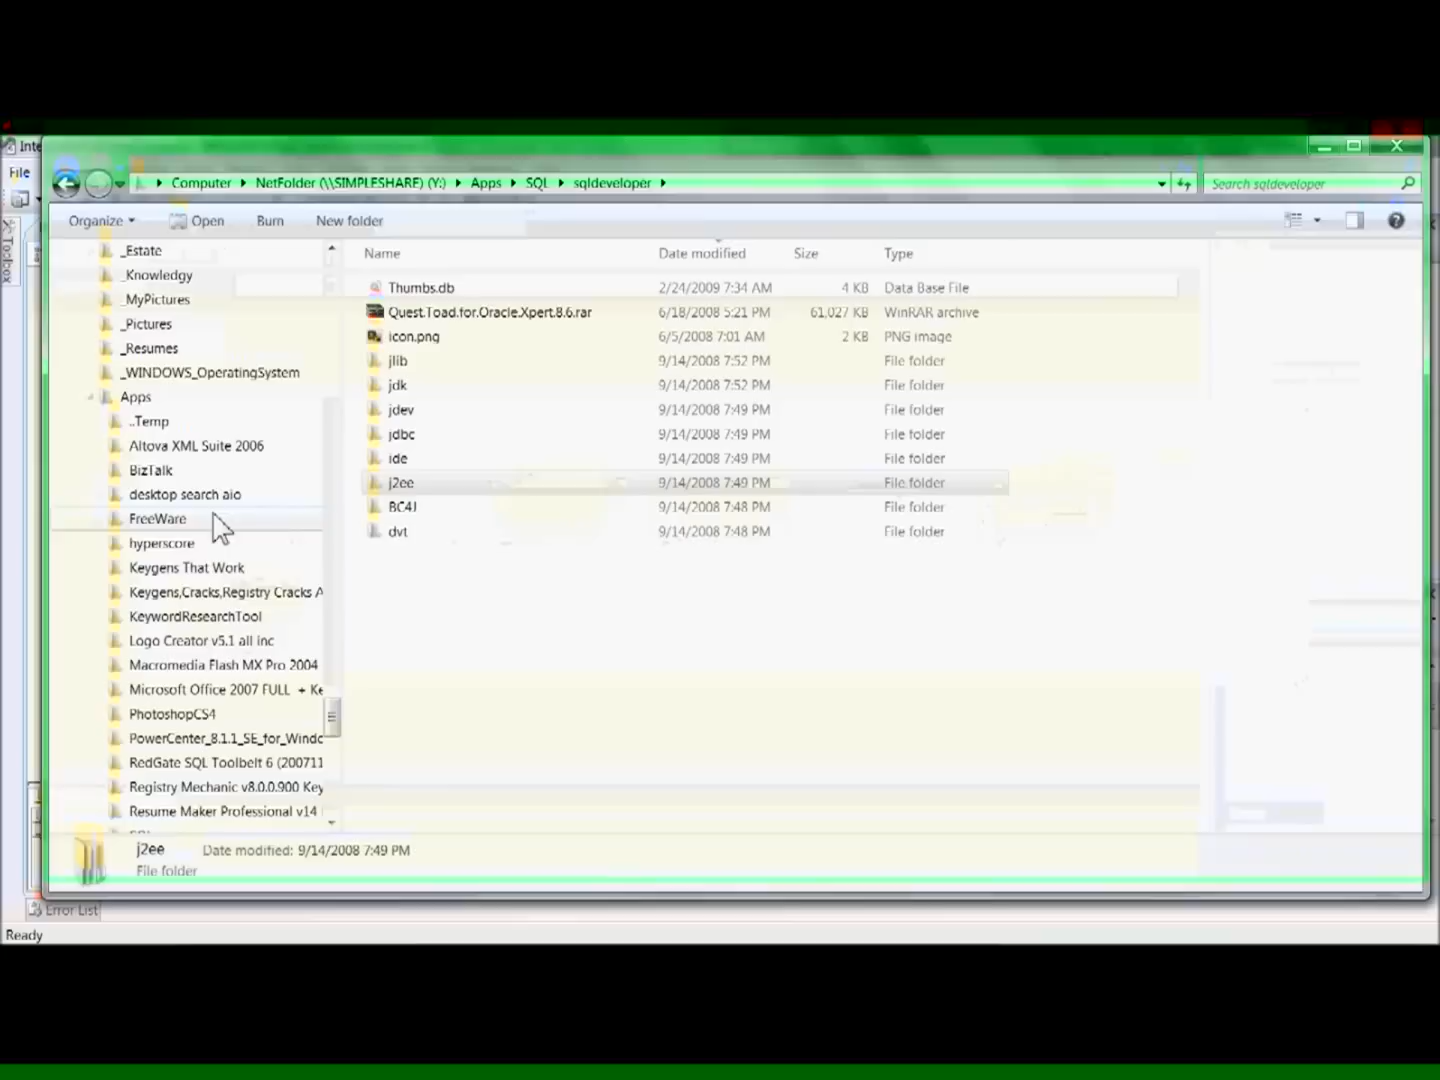 Inte
File
Computer NetFolder (\\SIMPLESHARE) (Y:) Apps SQL sqldeveloper
Search sqldeveloper
Organize Open Burn New folder
Toolbox
_Estate
_Knowledgy
_MyPictures
_Pictures
_Resumes
_WINDOWS_OperatingSystem
Apps
..Temp
Altova XML Suite 2006
BizTalk
desktop search aio
FreeWare
hyperscore
Keygens That Work
Keygens,Cracks,Registry Cracks A
KeywordResearchTool
Logo Creator v5.1 all inc
Macromedia Flash MX Pro 2004
Microsoft Office 2007 FULL + Ke
PhotoshopCS4
PowerCenter_8.1.1_SE_for_Windo
RedGate SQL Toolbelt 6 (200711
Registry Mechanic v8.0.0.900 Key
Resume Maker Professional v14
Name Date modified Size Type
Thumbs.db 2/24/2009 7:34 AM 4 KB Data Base File
Quest.Toad.for.Oracle.Xpert.8.6.rar 6/18/2008 5:21 PM 61,027 KB WinRAR archive
icon.png 6/5/2008 7:01 AM 2 KB PNG image
jlib 9/14/2008 7:52 PM File folder
jdk 9/14/2008 7:52 PM File folder
jdev 9/14/2008 7:49 PM File folder
jdbc 9/14/2008 7:49 PM File folder
ide 9/14/2008 7:49 PM File folder
j2ee 9/14/2008 7:49 PM File folder
BC4J 9/14/2008 7:48 PM File folder
dvt 9/14/2008 7:48 PM File folder
j2ee Date modified: 9/14/2008 7:49 PM
File folder
Error List
Ready